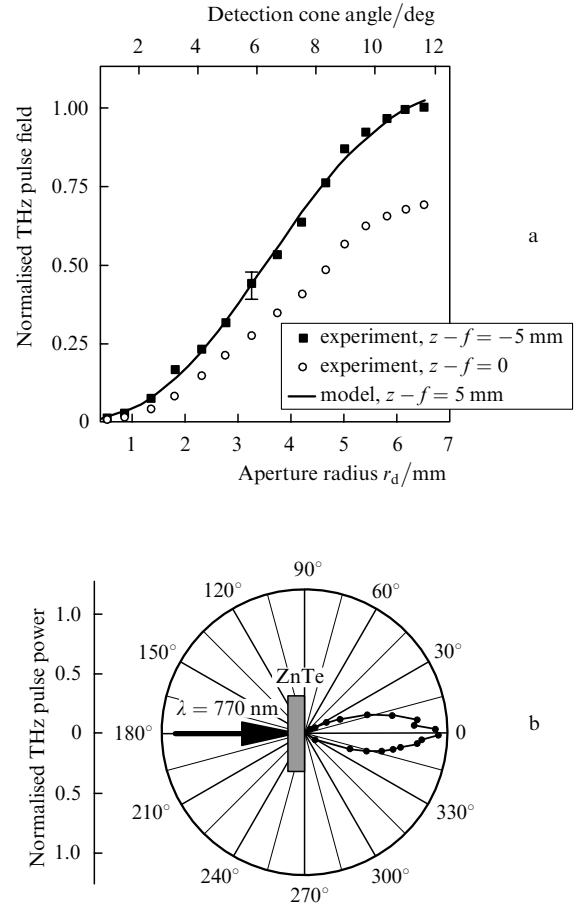 Detection cone angle/deg
2 4 6 8 10 12
Normalised THz pulse field
1.00
0.75
0.50
0.25
0
experiment, z − f = −5 mm
experiment, z − f = 0
model, z − f = 5 mm
1 2 3 4 5 6 7
Aperture radius r_d/mm
a
Normalised THz pulse power
1.0
0.5
0
0.5
1.0
90°
120° 60°
150° 30°
ZnTe
λ = 770 nm
180° 0
210° 330°
240° 300°
270°
b